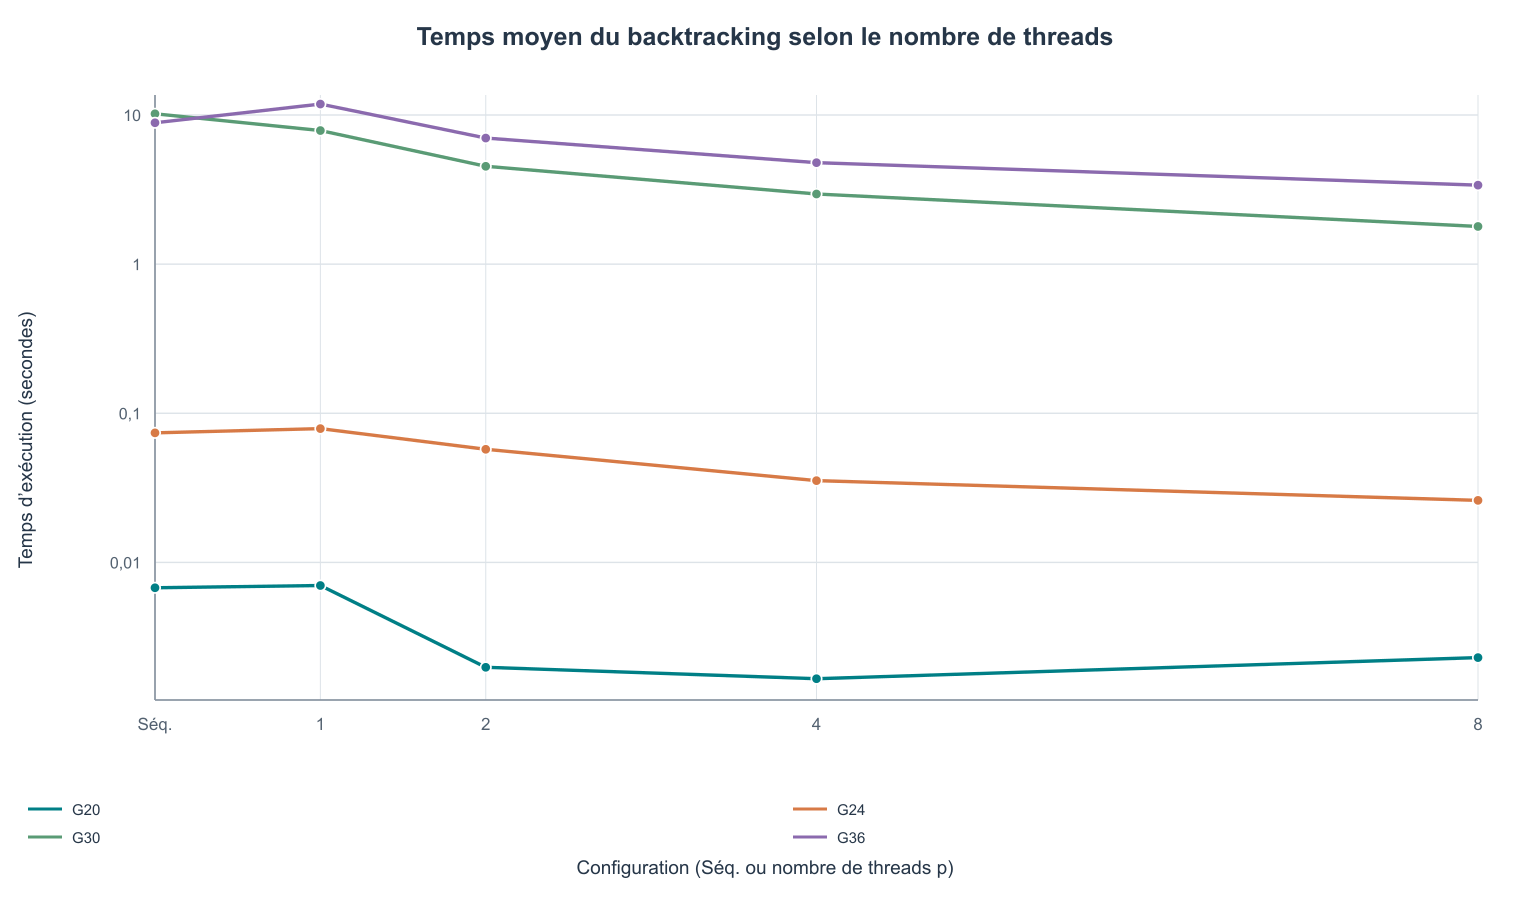 Temps moyen du backtracking selon le nombre de threads
Temps d’exécution (secondes)
10
1
0,1
0,01
Séq. 1 2 4 8
G20 G24
G30 G36
Configuration (Séq. ou nombre de threads p)